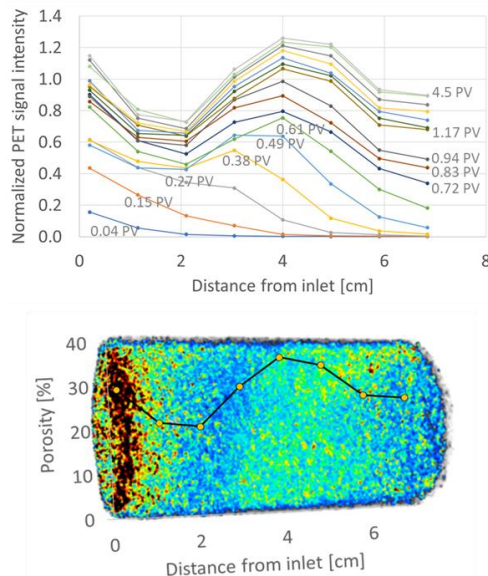 Normalized PET signal intensity
1.4
1.2
1.0
0.8
0.6
0.4
0.2
0.0
4.5 PV
1.17 PV
0.94 PV
0.83 PV
0.72 PV
0.61 PV
0.49 PV
0.38 PV
0.27 PV
0.15 PV
0.04 PV
0 2 4 6 8
Distance from inlet [cm]
Porosity [%]
40
30
20
10
0
0 2 4 6
Distance from inlet [cm]